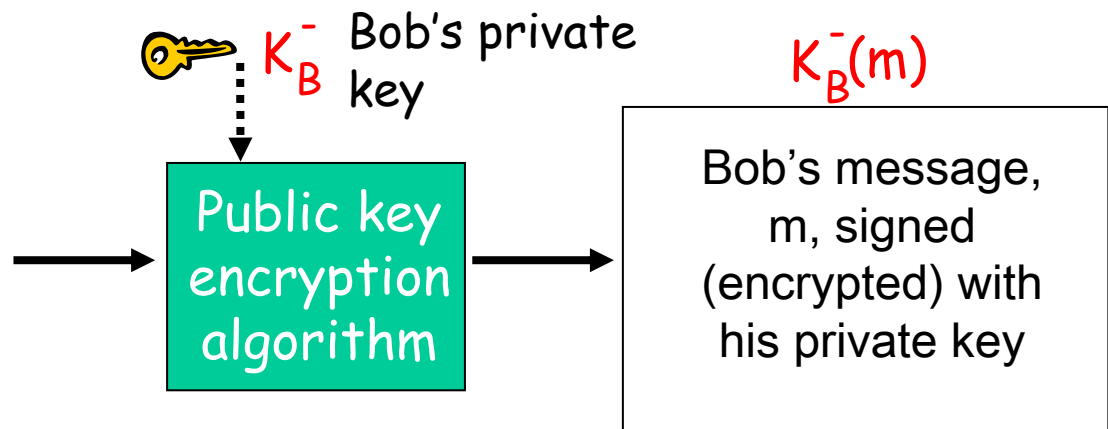 K_B^- Bob’s private
key
K_B^-(m)
Public key
encryption
algorithm
Bob’s message,
m, signed
(encrypted) with
his private key